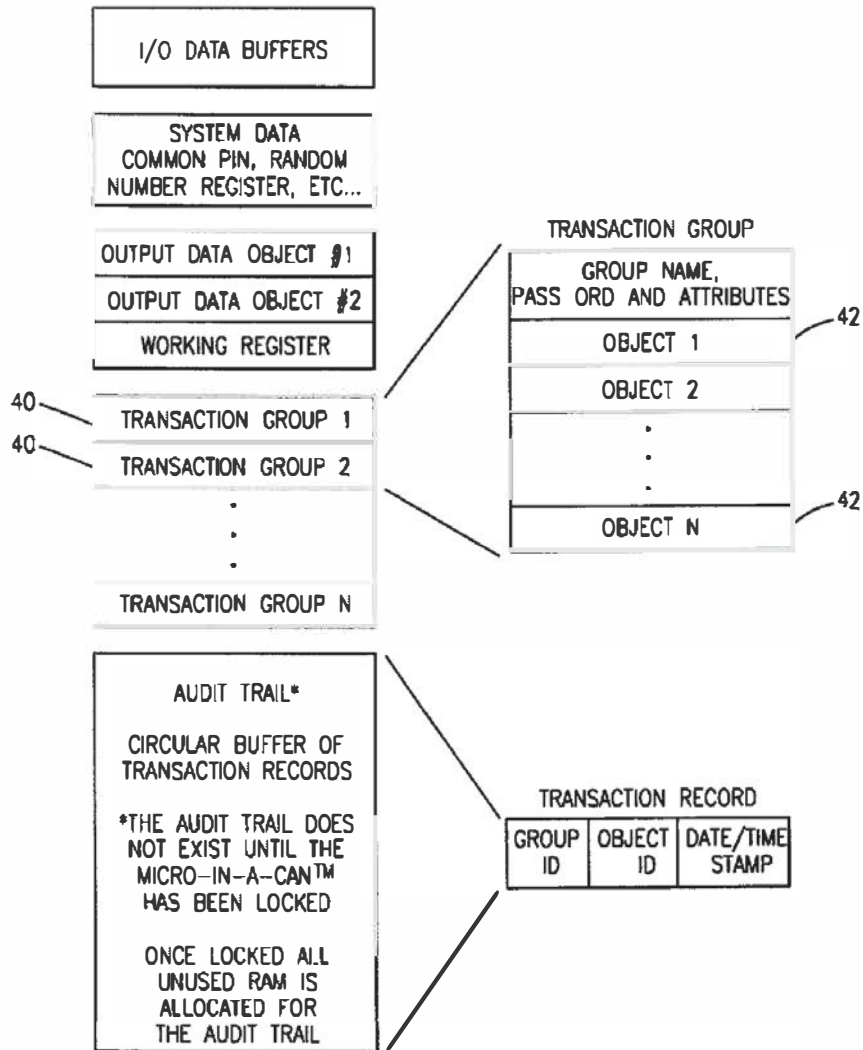 I/O DATA BUFFERS
SYSTEM DATA
COMMON PIN, RANDOM
NUMBER REGISTER, ETC...
OUTPUT DATA OBJECT #1
OUTPUT DATA OBJECT #2
WORKING REGISTER
40
TRANSACTION GROUP 1
40
TRANSACTION GROUP 2
TRANSACTION GROUP N
TRANSACTION GROUP
GROUP NAME,
PASS ORD AND ATTRIBUTES
42
OBJECT 1
OBJECT 2
42
OBJECT N
AUDIT TRAIL*
CIRCULAR BUFFER OF
TRANSACTION RECORDS
*THE AUDIT TRAIL DOES
NOT EXIST UNTIL THE
MICRO-IN-A-CAN™
HAS BEEN LOCKED
ONCE LOCKED ALL
UNUSED RAM IS
ALLOCATED FOR
THE AUDIT TRAIL
TRANSACTION RECORD
GROUP ID
OBJECT ID
DATE/TIME STAMP